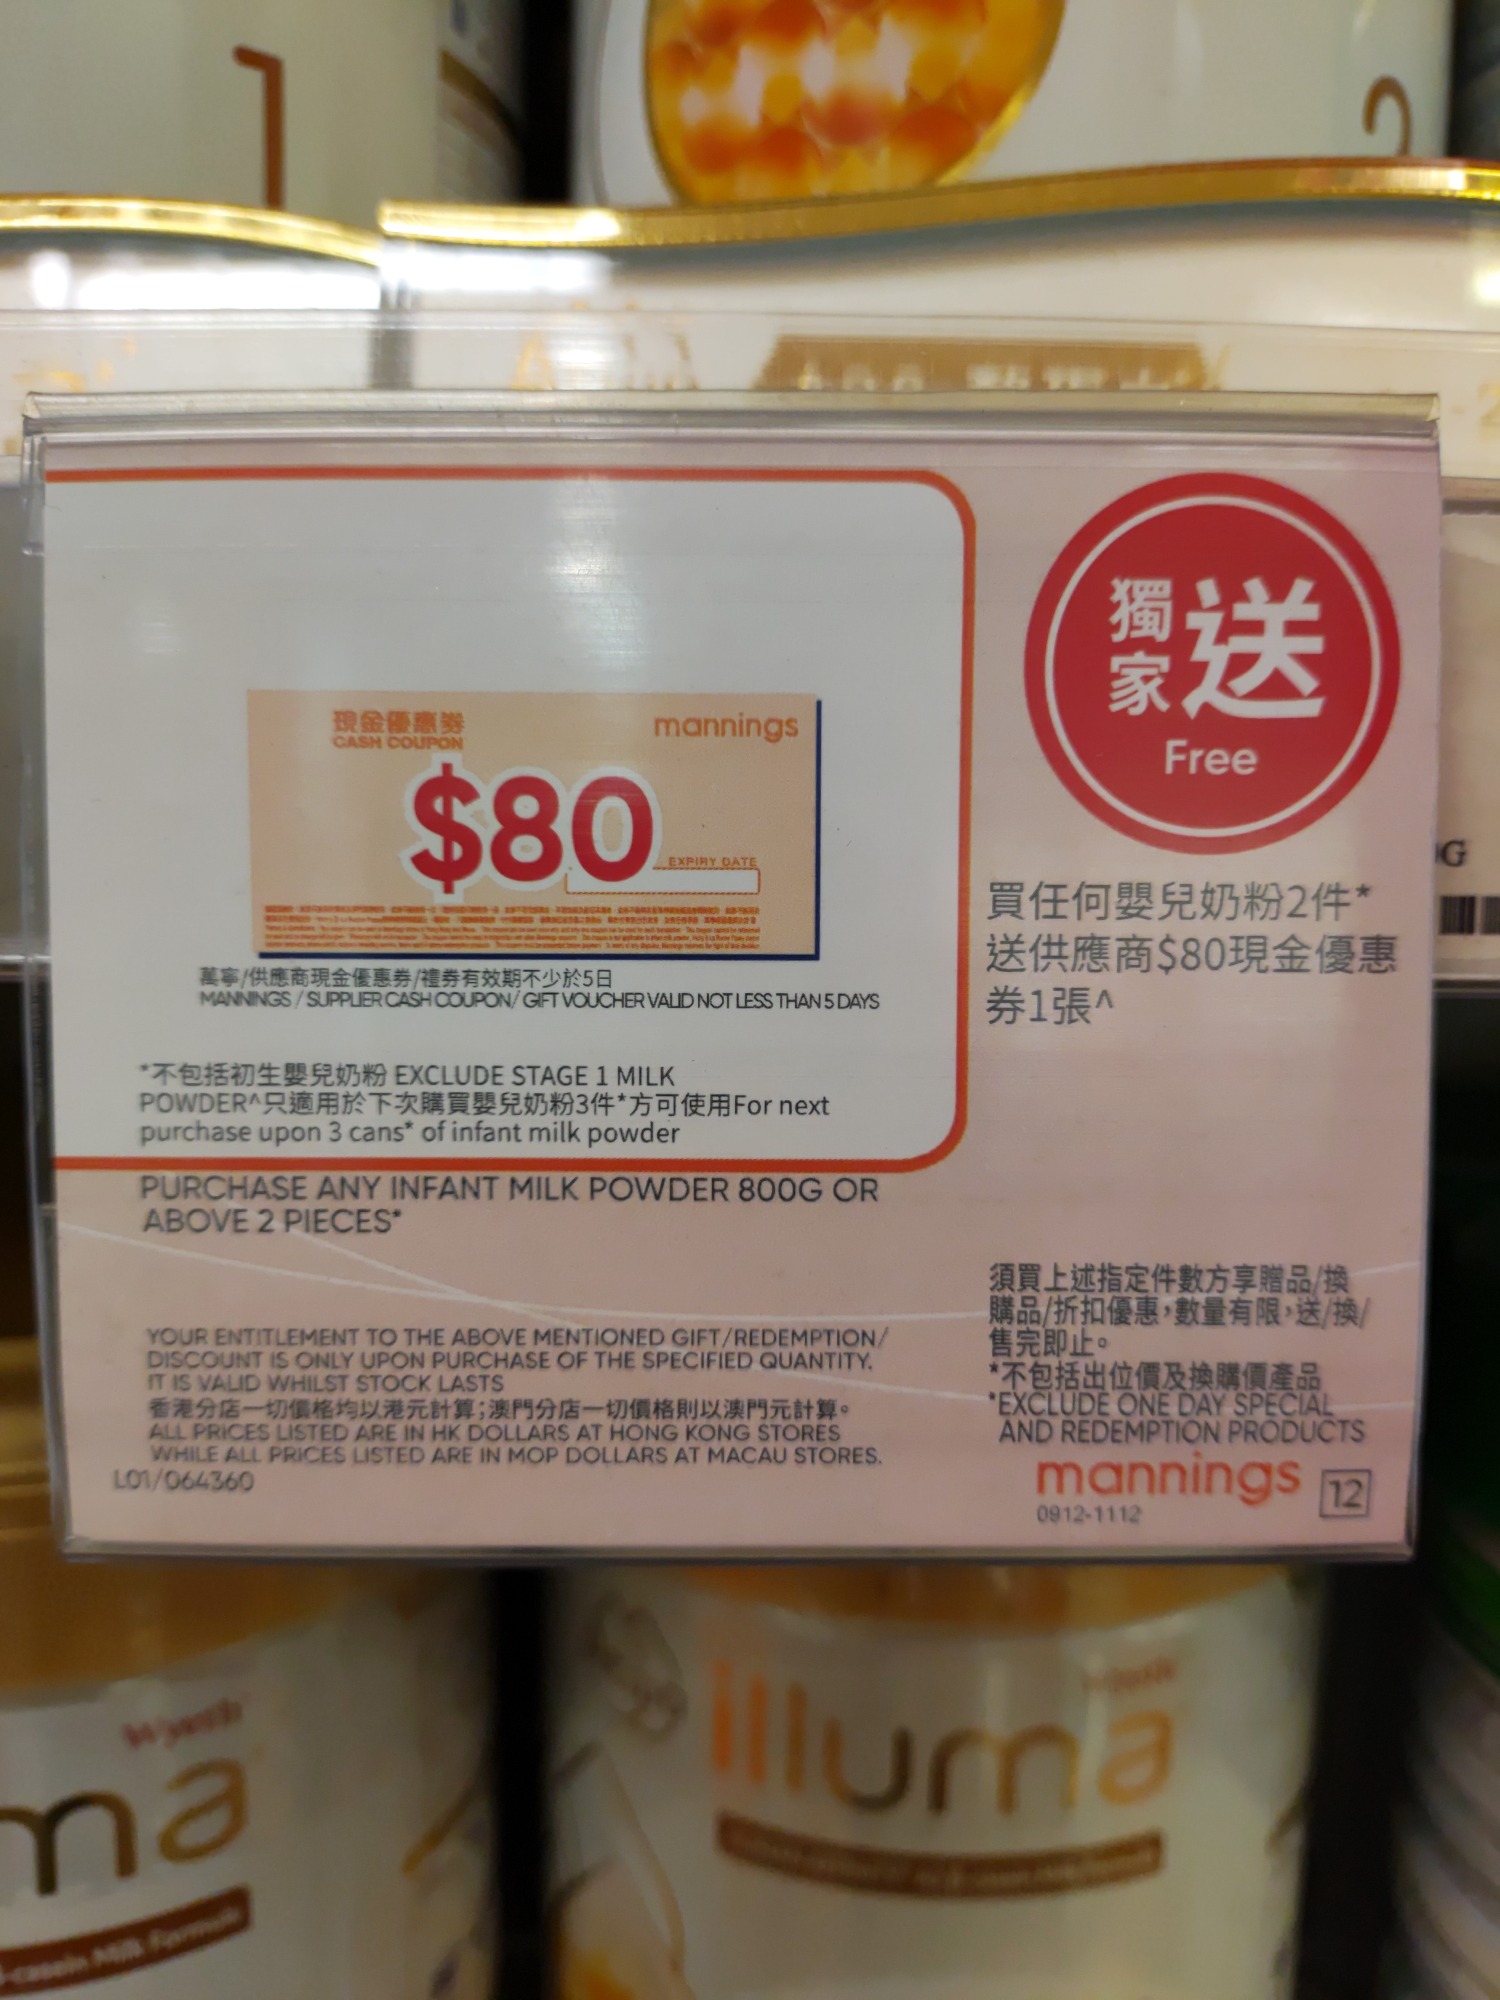 1
2
現金優惠券
CASH COUPON
mannings
$80
EXPIRY DATE
萬寧/供應商現金優惠券/禮券有效期不少於5日
MANNINGS / SUPPLIER CASH COUPON/ GIFT VOUCHER VALID NOT LESS THAN 5 DAYS
*不包括初生嬰兒奶粉 EXCLUDE STAGE 1 MILK
POWDER^只適用於下次購買嬰兒奶粉3件*方可使用For next
purchase upon 3 cans* of infant milk powder
PURCHASE ANY INFANT MILK POWDER 800G OR
ABOVE 2 PIECES*
YOUR ENTITLEMENT TO THE ABOVE MENTIONED GIFT/REDEMPTION/
DISCOUNT IS ONLY UPON PURCHASE OF THE SPECIFIED QUANTITY.
IT IS VALID WHILST STOCK LASTS
香港分店一切價格均以港元計算;澳門分店一切價格則以澳門元計算。
ALL PRICES LISTED ARE IN HK DOLLARS AT HONG KONG STORES
WHILE ALL PRICES LISTED ARE IN MOP DOLLARS AT MACAU STORES.
L01/064360
獨家
送
Free
買任何嬰兒奶粉2件*
送供應商$80現金優惠
券1張^
須買上述指定件數方享贈品/換
購品/折扣優惠,數量有限,送/換/
售完即止。
*不包括出位價及換購價產品
*EXCLUDE ONE DAY SPECIAL
AND REDEMPTION PRODUCTS
mannings
12
0912-1112
G
Wyeth
ma
-casein Milk Formula
Wyeth
illuma